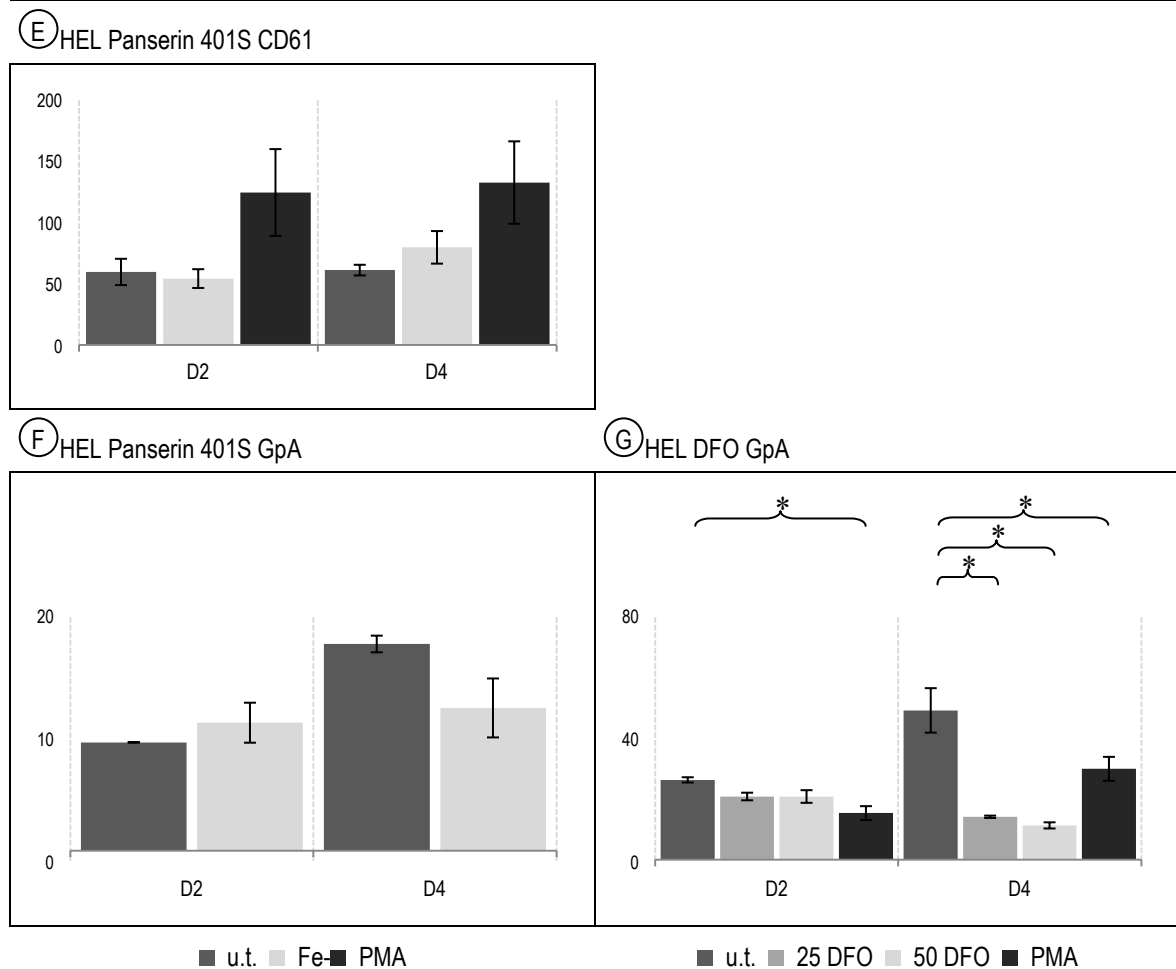 E HEL Panserin 401S CD61
200
150
100
50
0
D2 D4
F HEL Panserin 401S GpA
20
10
0
D2 D4
G HEL DFO GpA
* *
*
*
80
40
0
D2 D4
u.t. Fe- PMA
u.t. 25 DFO 50 DFO PMA